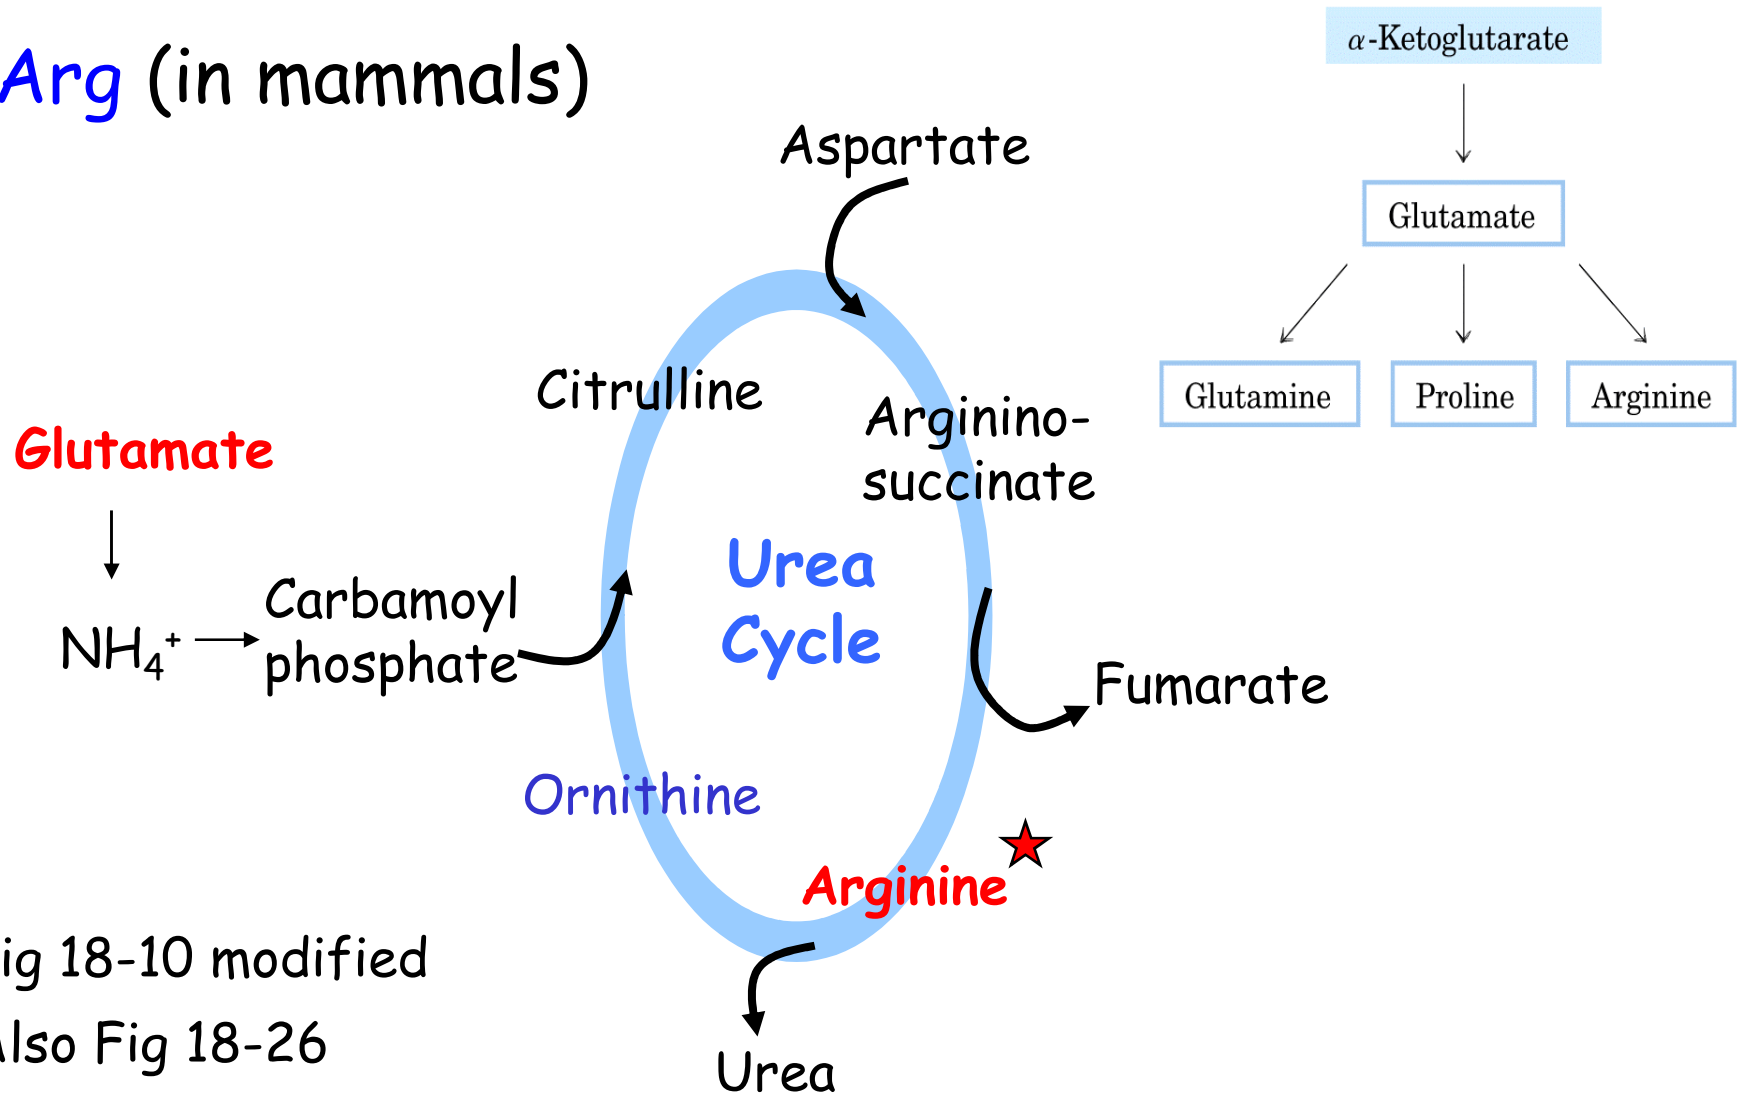 Arg (in mammals)
α-Ketoglutarate
Glutamate
Glutamine
Proline
Arginine
Aspartate
Citrulline
Arginino-
succinate
Glutamate
NH₄⁺
Carbamoyl
phosphate
Urea
Cycle
Fumarate
Ornithine
Arginine
Urea
ig 18-10 modified
Also Fig 18-26